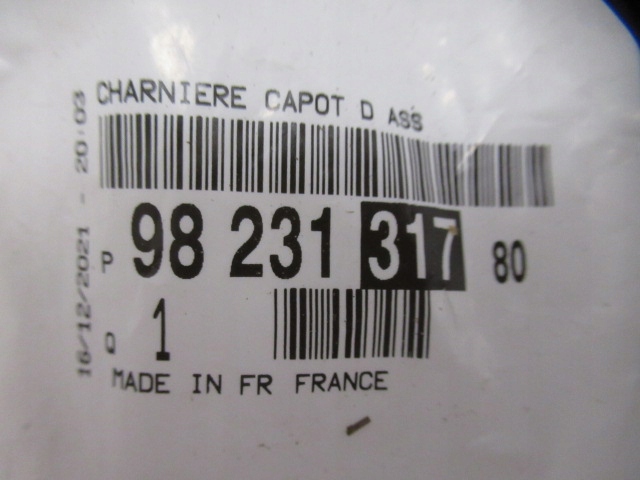 CHARNIERE CAPOT D ASS
P 98 231 317 80
Q 1
MADE IN FR FRANCE
16/12/2021 - 20:03